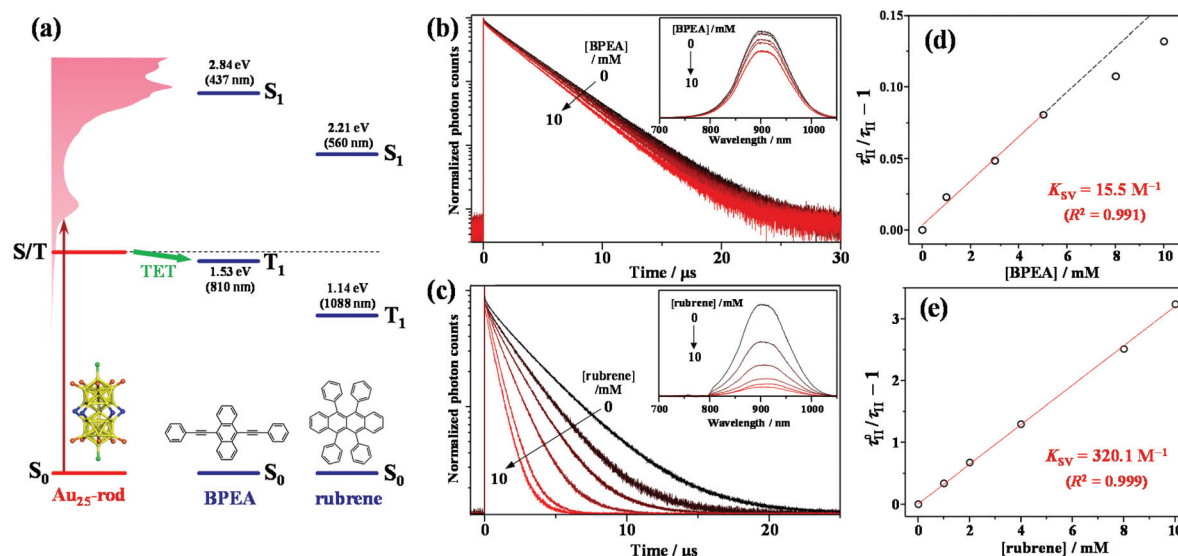 (a)
2.84 eV
(437 nm)
S1
2.21 eV
(560 nm)
S1
S/T
TET
T1
1.53 eV
(810 nm)
1.14 eV
(1088 nm)
T1
S0
S0
S0
Au25-rod
BPEA
rubrene
(b)
Normalized photon counts
[BPEA]
/ mM
0
10
[BPEA] / mM
0
10
700 800 900 1000
Wavelength / nm
0 10 20 30
Time / μs
(c)
Normalized photon counts
[rubrene]
/mM
0
10
[rubrene] / mM
0
10
700 800 900 1000
Wavelength / nm
0 10 20
Time / μs
(d)
τ⁰II/τII − 1
0.15
0.10
0.05
0.00
KSV = 15.5 M⁻¹
(R² = 0.991)
0 2 4 6 8 10
[BPEA] / mM
(e)
τ⁰II/τII − 1
3
2
1
0
KSV = 320.1 M⁻¹
(R² = 0.999)
0 2 4 6 8 10
[rubrene] / mM